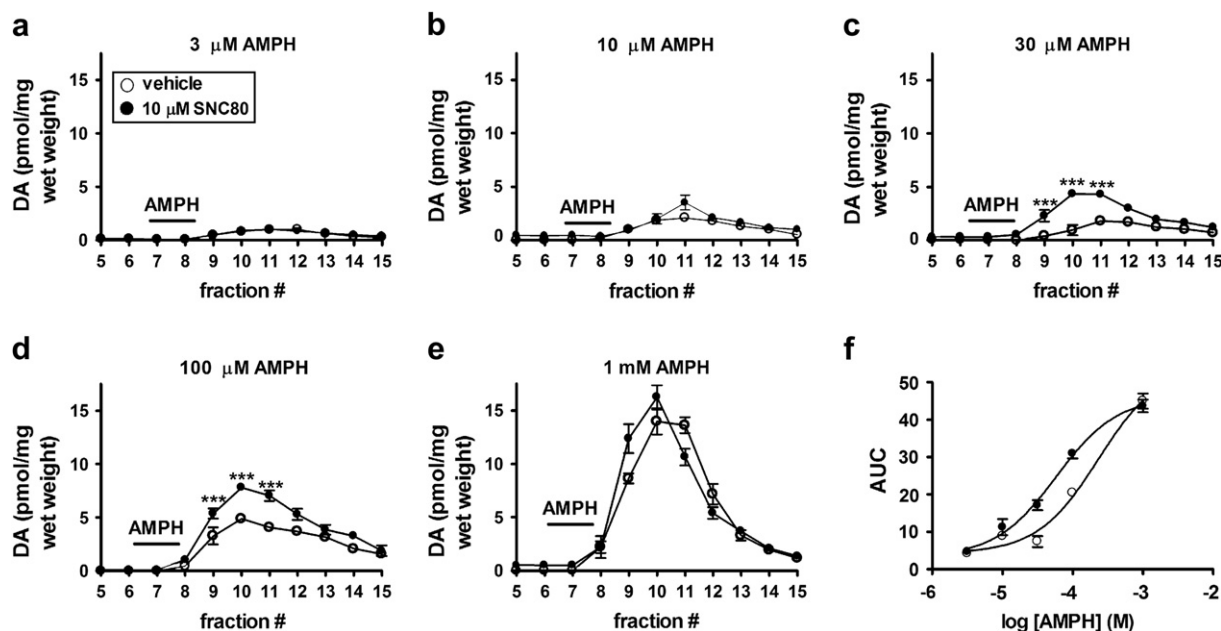 a
3 μM AMPH
DA (pmol/mg
wet weight)
15
10
5
0
vehicle
10 μM SNC80
AMPH
5 6 7 8 9 10 11 12 13 14 15
fraction #
b
10 μM AMPH
DA (pmol/mg
wet weight)
15
10
5
0
AMPH
5 6 7 8 9 10 11 12 13 14 15
fraction #
c
30 μM AMPH
DA (pmol/mg
wet weight)
15
10
5
0
AMPH
*** *** ***
5 6 7 8 9 10 11 12 13 14 15
fraction #
d
100 μM AMPH
DA (pmol/mg
wet weight)
15
10
5
0
AMPH
*** *** ***
5 6 7 8 9 10 11 12 13 14 15
fraction #
e
1 mM AMPH
DA (pmol/mg
wet weight)
15
10
5
0
AMPH
5 6 7 8 9 10 11 12 13 14 15
fraction #
f
AUC
50
40
30
20
10
0
-6 -5 -4 -3 -2
log [AMPH] (M)